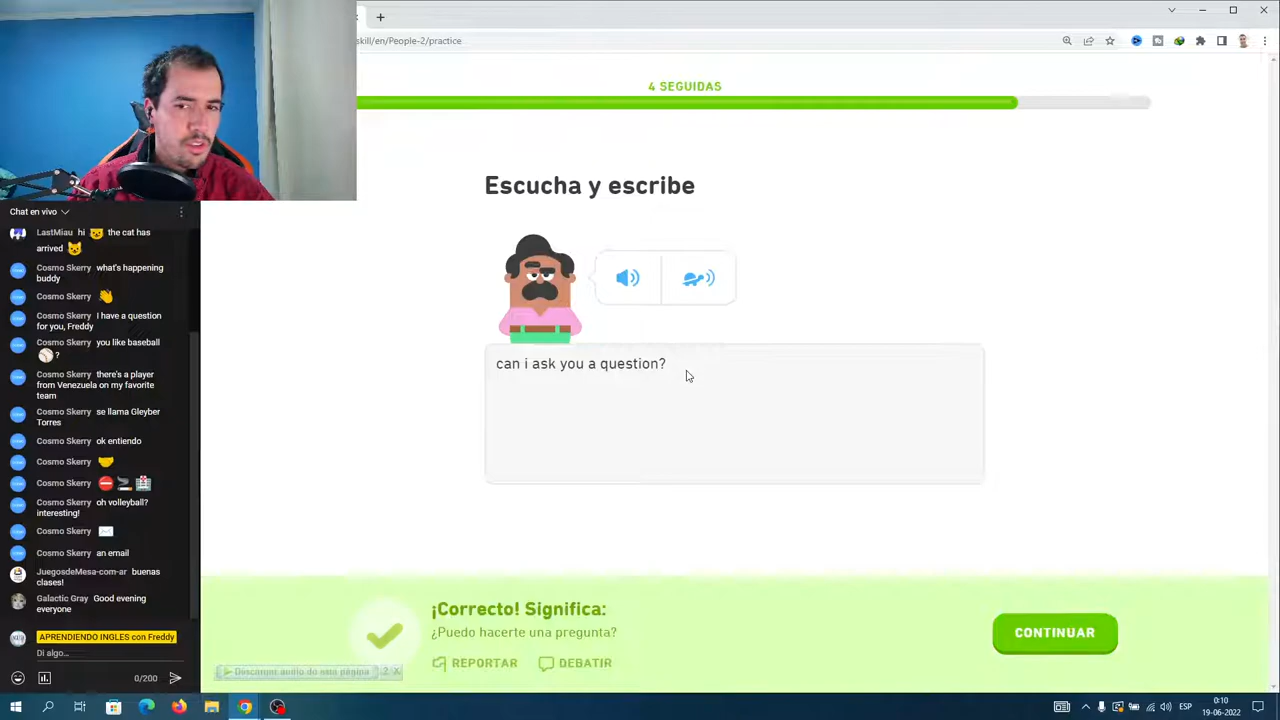 skill/en/People-2/practice
4 SEGUIDAS
Escucha y escribe
can i ask you a question?
¡Correcto! Significa:
¿Puedo hacerte una pregunta?
REPORTAR
DEBATIR
CONTINUAR
Descargar audio de esta página
? X
Chat en vivo
LastMiau hi the cat has
arrived
Cosmo Skerry what's happening
buddy
Cosmo Skerry
Cosmo Skerry I have a question
for you, Freddy
Cosmo Skerry you like baseball
?
Cosmo Skerry there's a player
from Venezuela on my favorite
team
Cosmo Skerry se llama Gleyber
Torres
Cosmo Skerry ok entiendo
Cosmo Skerry
Cosmo Skerry
Cosmo Skerry oh volleyball?
interesting!
Cosmo Skerry
Cosmo Skerry an email
JuegosdeMesa-com-ar buenas
clases!
Galactic Gray Good evening
everyone
APRENDIENDO INGLES con Freddy
Di algo...
0/200
ESP
0:10
19-06-2022